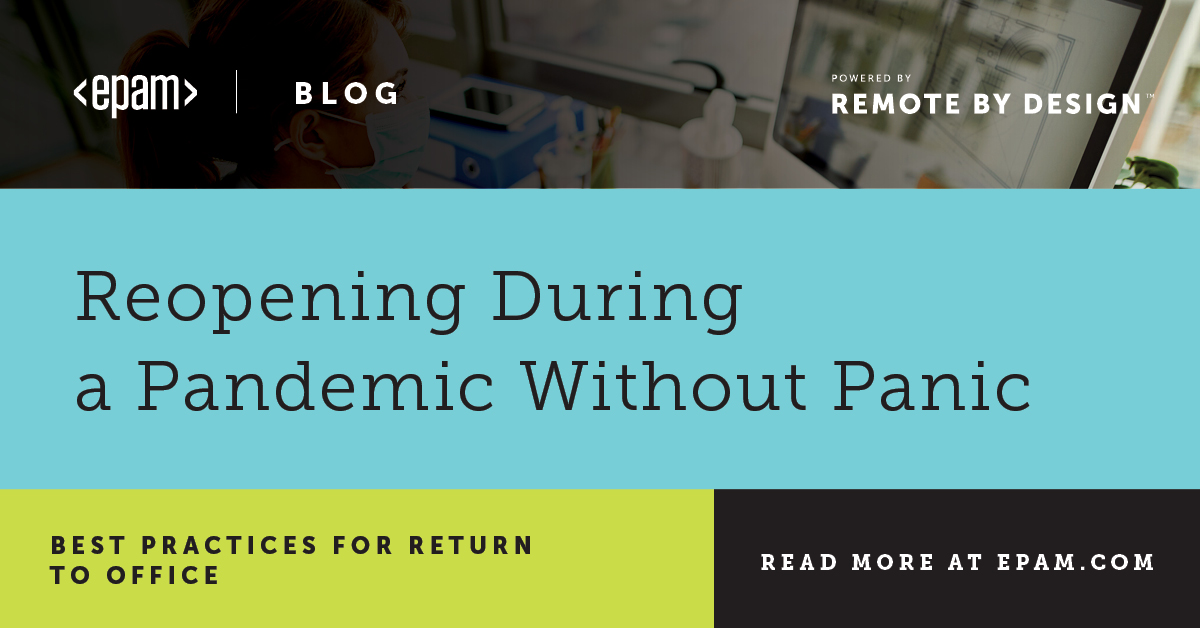 <epam> | BLOG
POWERED BY
REMOTE BY DESIGN™
Reopening During
a Pandemic Without Panic
BEST PRACTICES FOR RETURN
TO OFFICE
READ MORE AT EPAM.COM